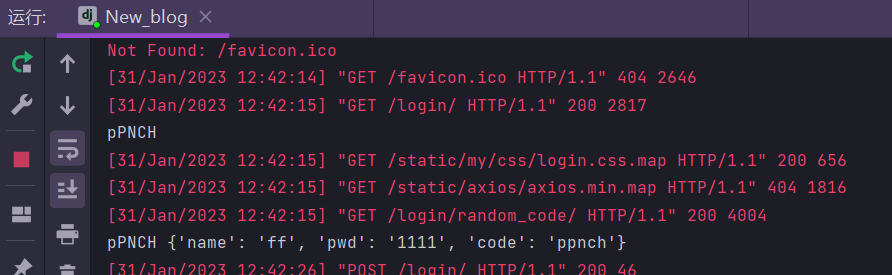 运行: New_blog
Not Found: /favicon.ico
[31/Jan/2023 12:42:14] "GET /favicon.ico HTTP/1.1" 404 2646
[31/Jan/2023 12:42:15] "GET /login/ HTTP/1.1" 200 2817
pPNCH
[31/Jan/2023 12:42:15] "GET /static/my/css/login.css.map HTTP/1.1" 200 656
[31/Jan/2023 12:42:15] "GET /static/axios/axios.min.map HTTP/1.1" 404 1816
[31/Jan/2023 12:42:15] "GET /login/random_code/ HTTP/1.1" 200 4004
pPNCH {'name': 'ff', 'pwd': '1111', 'code': 'ppnch'}
[31/Jan/2023 12:42:26] "POST /login/ HTTP/1.1" 200 46